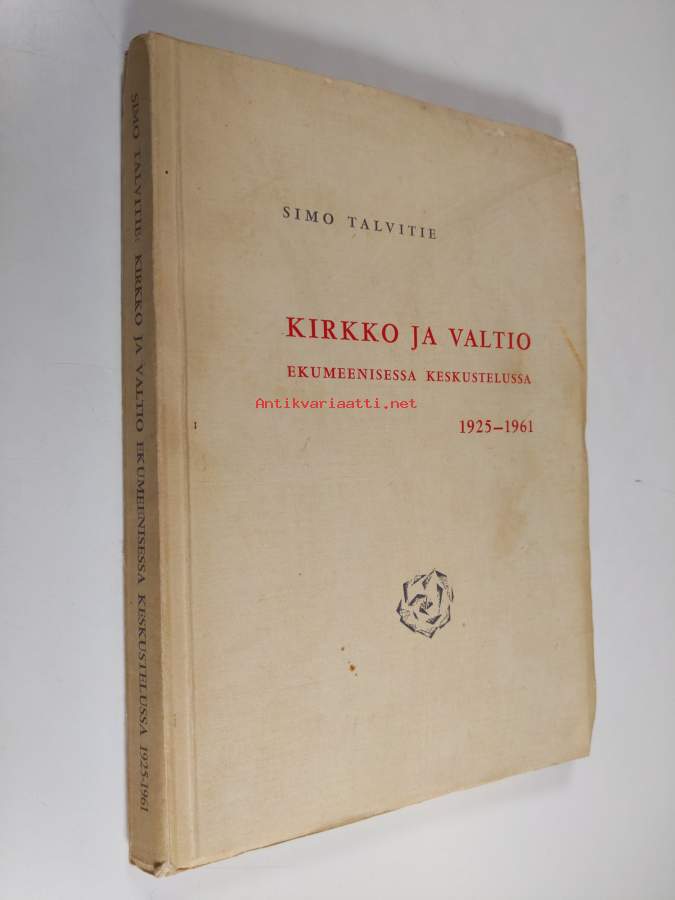 SIMO TALVITIE: KIRKKO JA VALTIO EKUMEENISESSA KESKUSTELUSSA 1925-1961
SIMO TALVITIE
KIRKKO JA VALTIO
EKUMEENISESSA KESKUSTELUSSA
Antikvariaatti.net
1925–1961